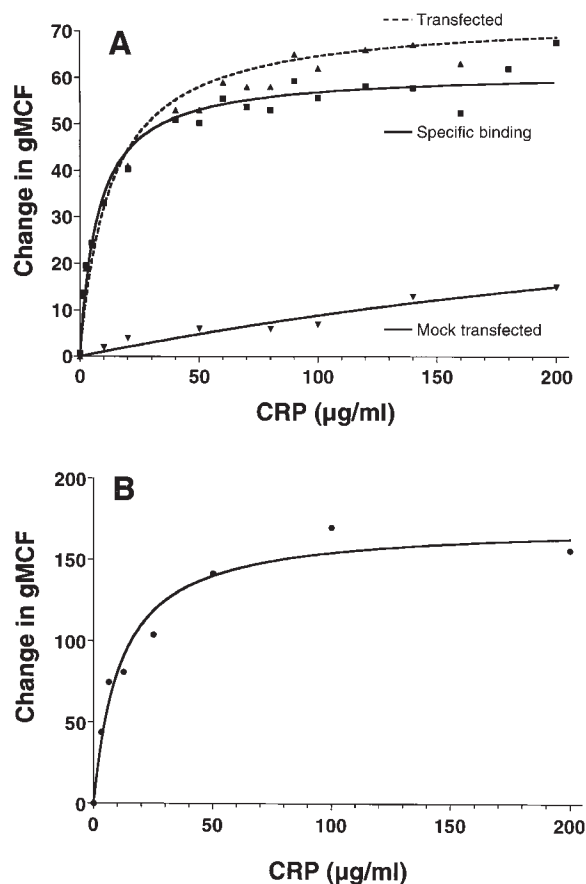 A
Transfected
70
60
50
Specific binding
40
30
20
10
Mock transfected
0
0 50 100 150 200
Change in gMCF
CRP (µg/ml)
B
200
150
100
50
0
0 50 100 150 200
Change in gMCF
CRP (µg/ml)